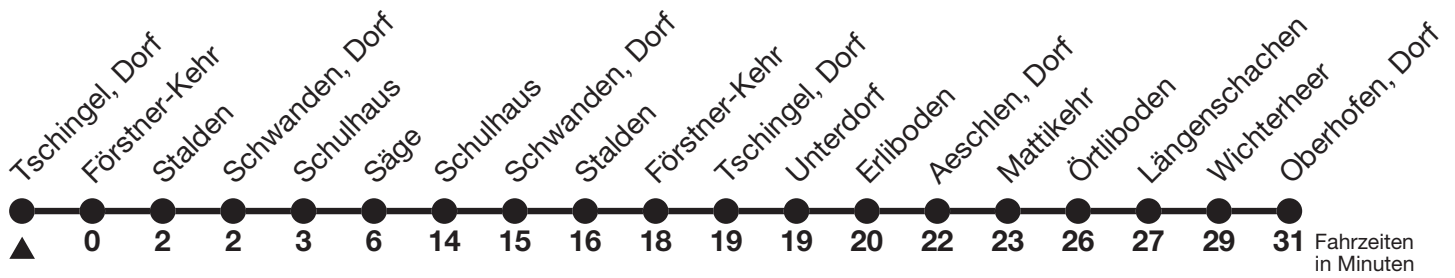 Tschingel, Dorf
Förstner-Kehr
Stalden
Schwanden, Dorf
Schulhaus
Säge
Schulhaus
Schwanden, Dorf
Stalden
Förstner-Kehr
Tschingel, Dorf
Unterdorf
Erliboden
Aeschlen, Dorf
Mattikehr
Örtliboden
Längenschachen
Wichterheer
Oberhofen, Dorf
0 2 2 3 6 14 15 16 18 19 19 20 22 23 26 27 29 31 Fahrzeiten
in Minuten